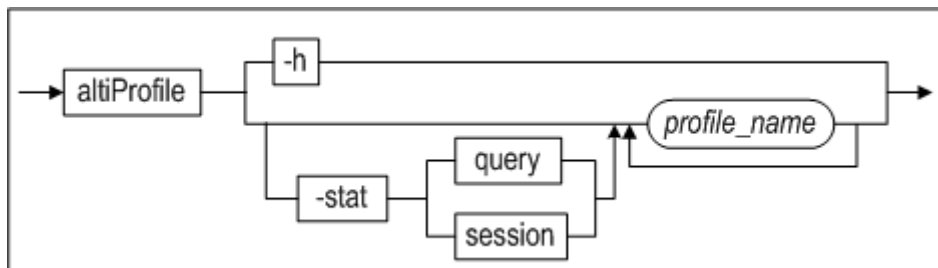 -h
altiProfile
profile_name
query
-stat
session